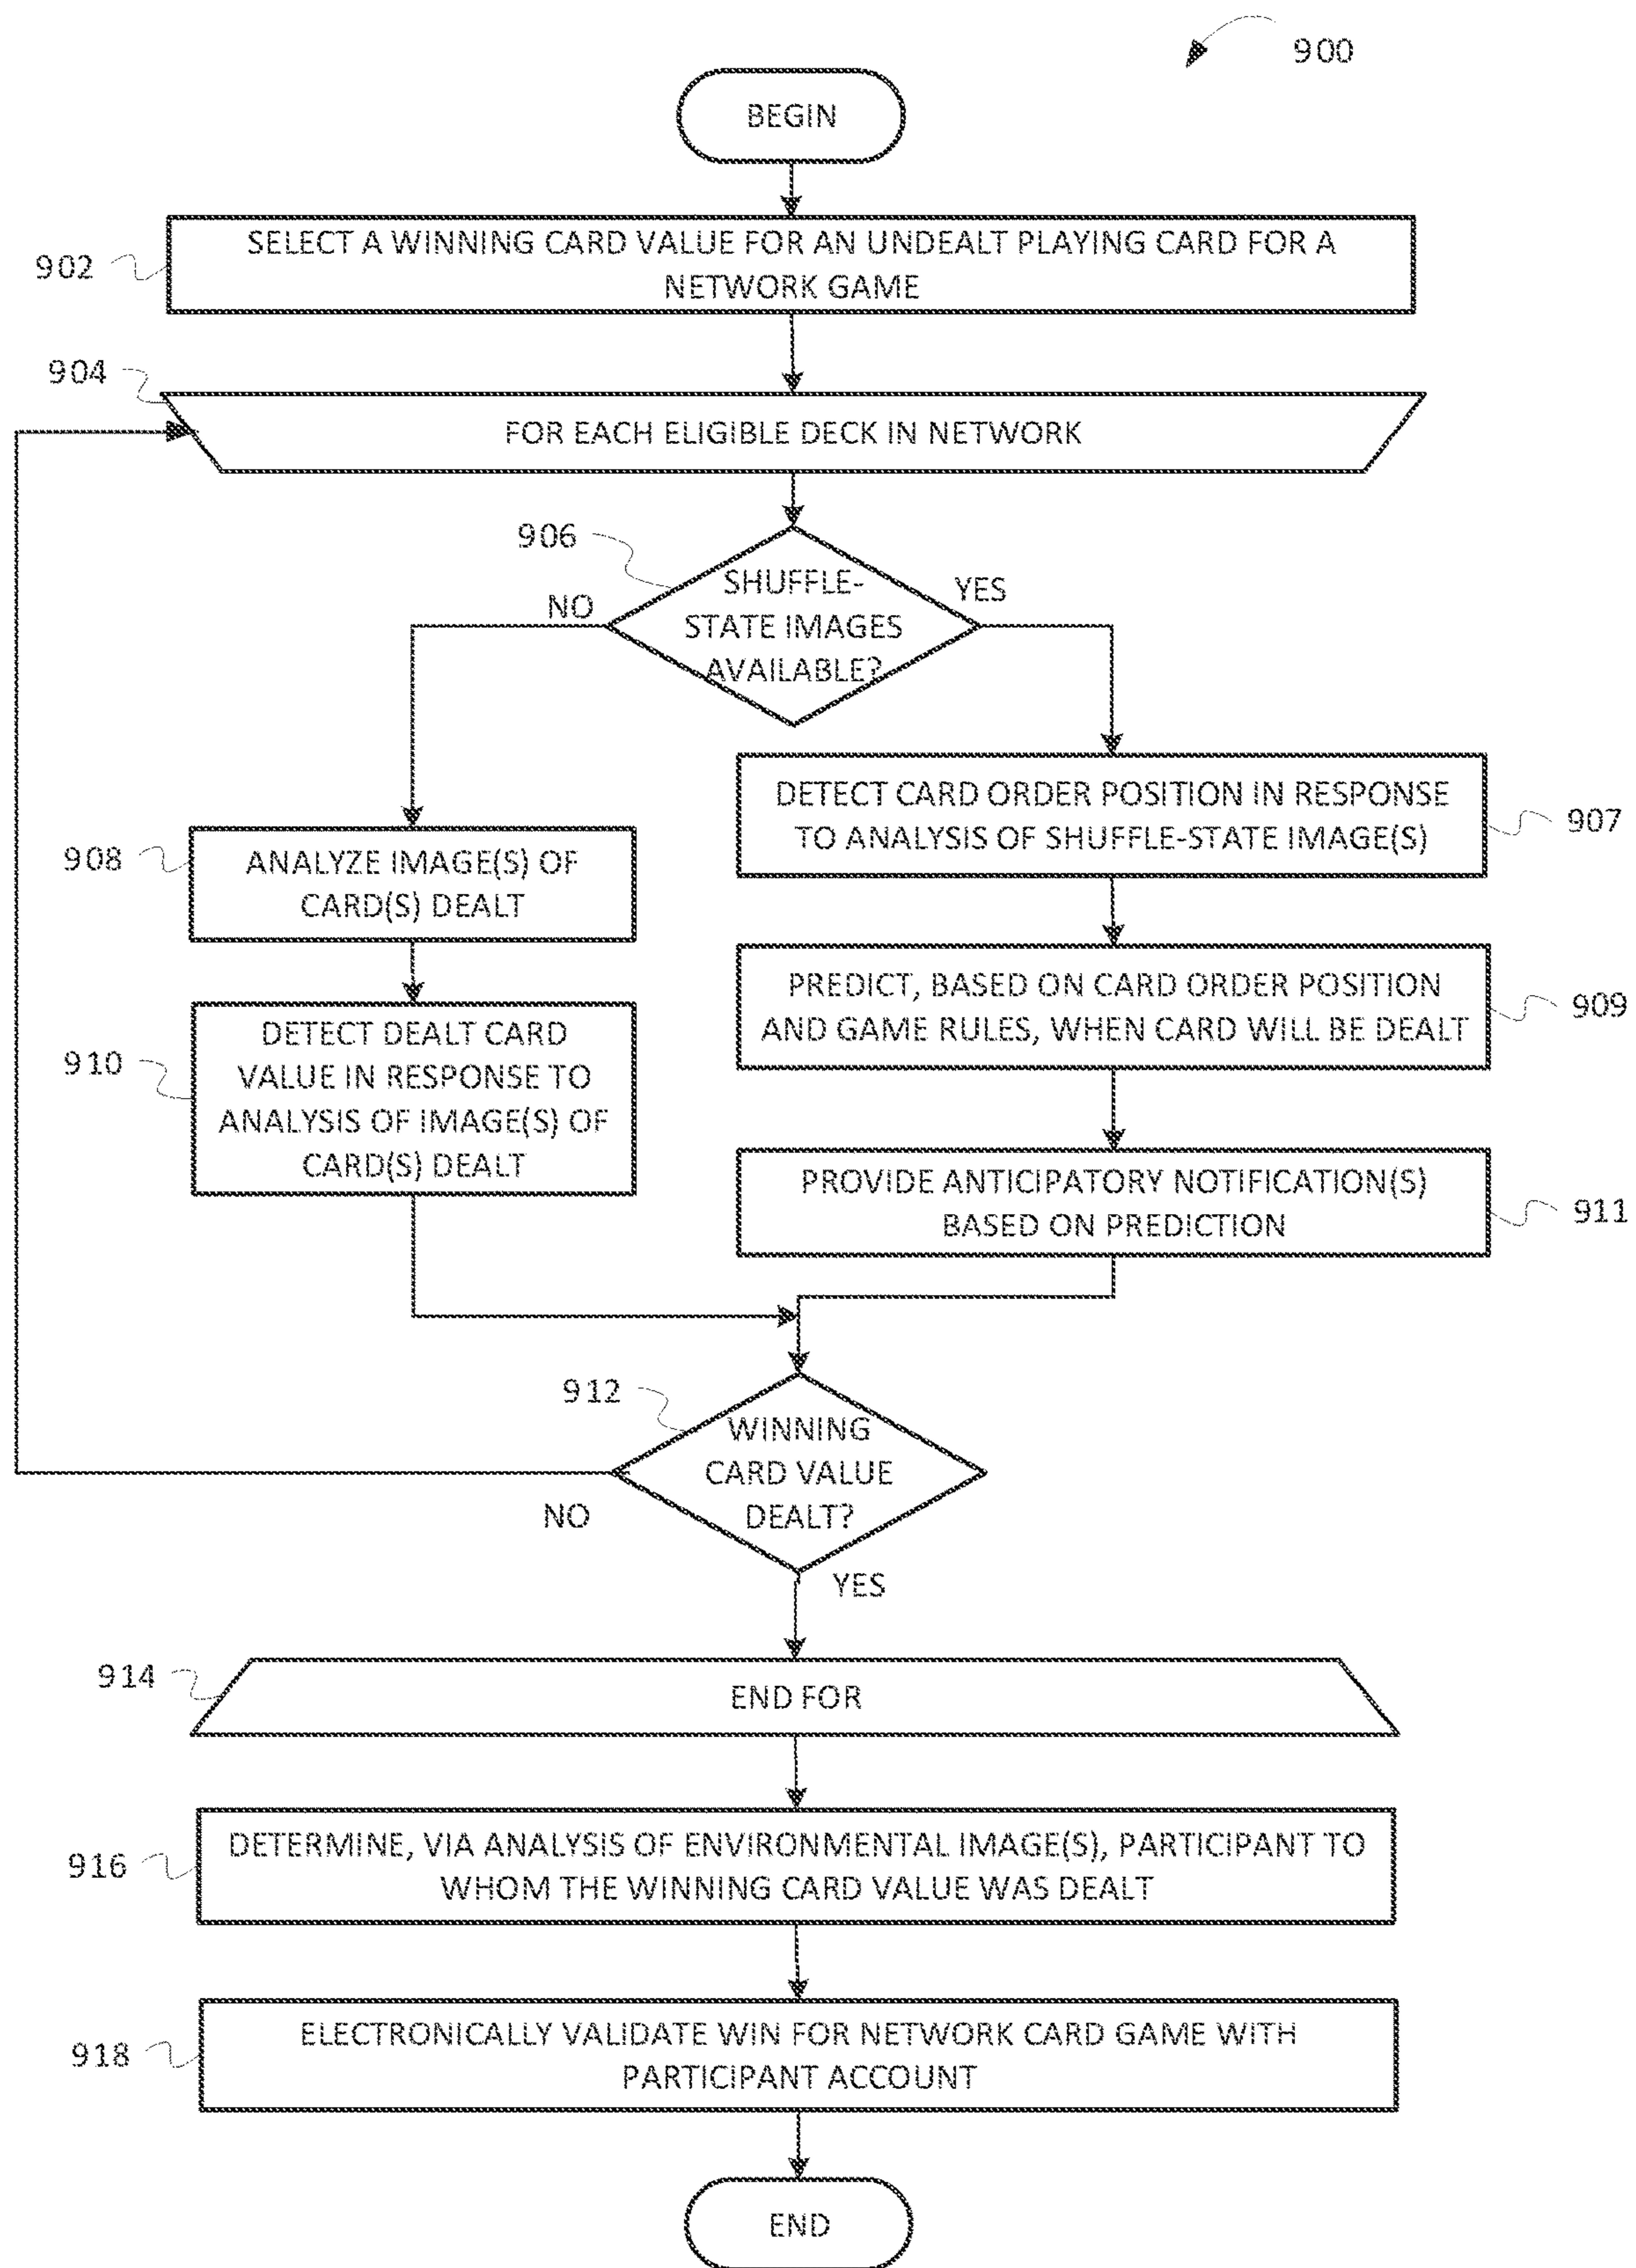 900
BEGIN
902
SELECT A WINNING CARD VALUE FOR AN UNDEALT PLAYING CARD FOR A
NETWORK GAME
904
FOR EACH ELIGIBLE DECK IN NETWORK
906
SHUFFLE-
STATE IMAGES
AVAILABLE?
NO
YES
908
ANALYZE IMAGE(S) OF
CARD(S) DEALT
910
DETECT DEALT CARD
VALUE IN RESPONSE TO
ANALYSIS OF IMAGE(S) OF
CARD(S) DEALT
DETECT CARD ORDER POSITION IN RESPONSE
TO ANALYSIS OF SHUFFLE-STATE IMAGE(S)
907
PREDICT, BASED ON CARD ORDER POSITION
AND GAME RULES, WHEN CARD WILL BE DEALT
909
PROVIDE ANTICIPATORY NOTIFICATION(S)
BASED ON PREDICTION
911
912
WINNING
CARD VALUE
DEALT?
NO
YES
914
END FOR
916
DETERMINE, VIA ANALYSIS OF ENVIRONMENTAL IMAGE(S), PARTICIPANT TO
WHOM THE WINNING CARD VALUE WAS DEALT
918
ELECTRONICALLY VALIDATE WIN FOR NETWORK CARD GAME WITH
PARTICIPANT ACCOUNT
END